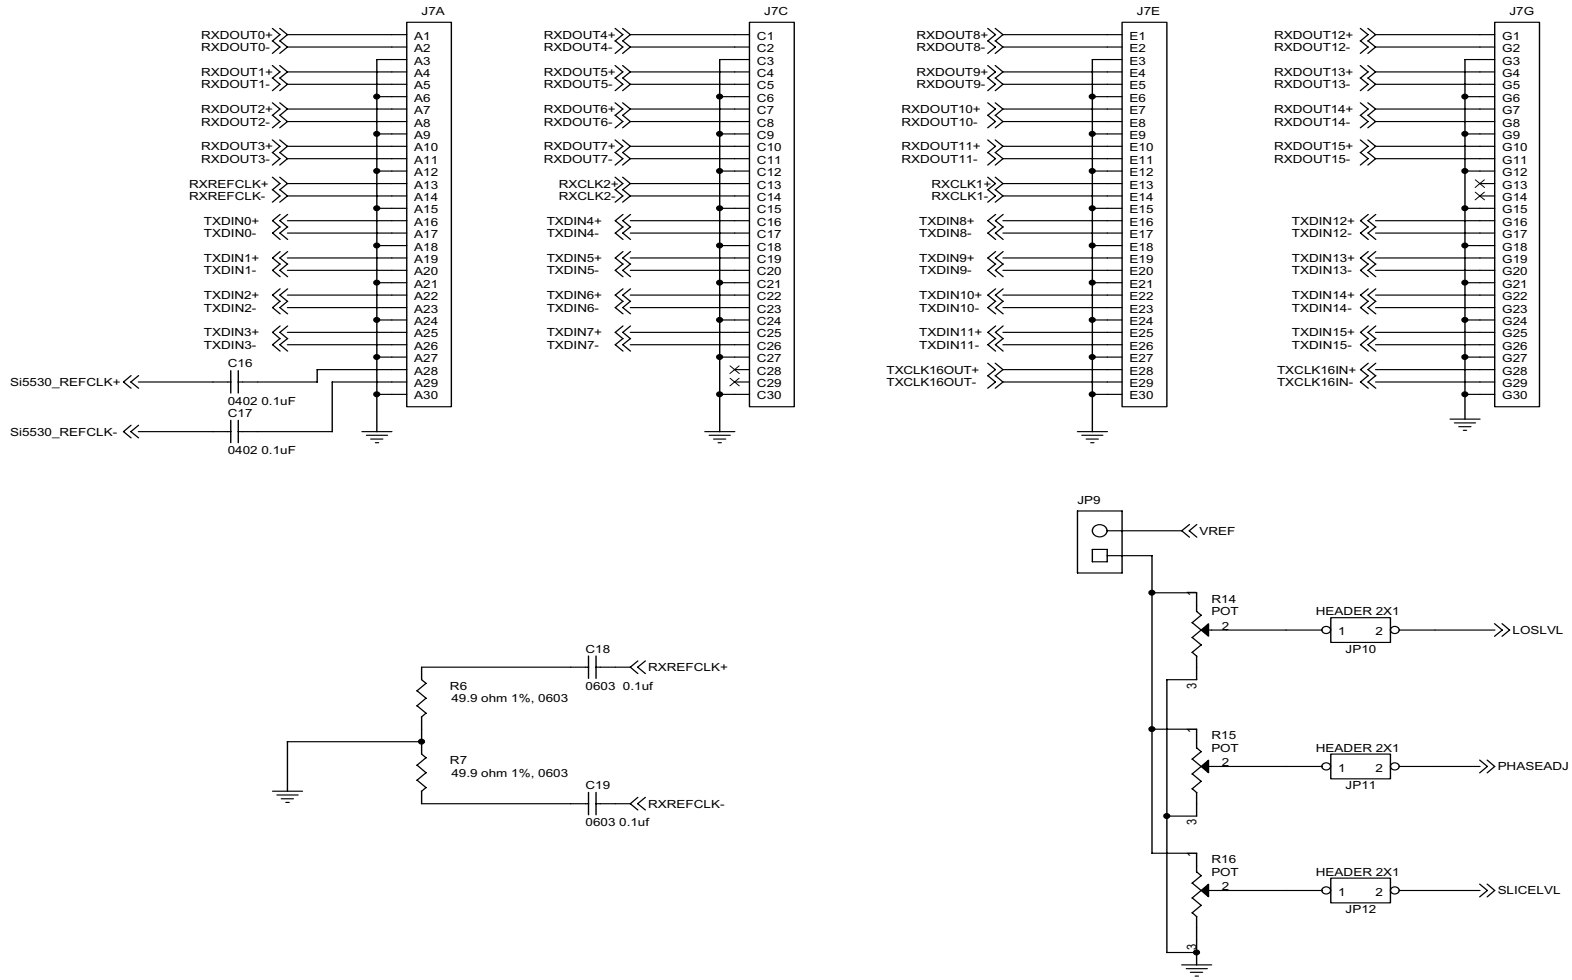 J7A
RXDOUT0+ A1
RXDOUT0- A2
A3
RXDOUT1+ A4
RXDOUT1- A5
A6
RXDOUT2+ A7
RXDOUT2- A8
A9
RXDOUT3+ A10
RXDOUT3- A11
A12
RXREFCLK+ A13
RXREFCLK- A14
A15
TXDIN0+ A16
TXDIN0- A17
A18
TXDIN1+ A19
TXDIN1- A20
A21
TXDIN2+ A22
TXDIN2- A23
A24
TXDIN3+ A25
TXDIN3- A26
A27
C16
A28
Si5530_REFCLK+ A29
0402 0.1uF A30
C17
Si5530_REFCLK-
0402 0.1uF
J7C
RXDOUT4+ C1
RXDOUT4- C2
C3
RXDOUT5+ C4
RXDOUT5- C5
C6
RXDOUT6+ C7
RXDOUT6- C8
C9
RXDOUT7+ C10
RXDOUT7- C11
C12
RXCLK2+ C13
RXCLK2- C14
C15
TXDIN4+ C16
TXDIN4- C17
C18
TXDIN5+ C19
TXDIN5- C20
C21
TXDIN6+ C22
TXDIN6- C23
C24
TXDIN7+ C25
TXDIN7- C26
C27
C28
C29
C30
J7E
RXDOUT8+ E1
RXDOUT8- E2
E3
RXDOUT9+ E4
RXDOUT9- E5
E6
RXDOUT10+ E7
RXDOUT10- E8
E9
RXDOUT11+ E10
RXDOUT11- E11
E12
RXCLK1+ E13
RXCLK1- E14
E15
TXDIN8+ E16
TXDIN8- E17
E18
TXDIN9+ E19
TXDIN9- E20
E21
TXDIN10+ E22
TXDIN10- E23
E24
TXDIN11+ E25
TXDIN11- E26
E27
TXCLK16OUT+ E28
TXCLK16OUT- E29
E30
J7G
RXDOUT12+ G1
RXDOUT12- G2
G3
RXDOUT13+ G4
RXDOUT13- G5
G6
RXDOUT14+ G7
RXDOUT14- G8
G9
RXDOUT15+ G10
RXDOUT15- G11
G12
G13
G14
G15
TXDIN12+ G16
TXDIN12- G17
G18
TXDIN13+ G19
TXDIN13- G20
G21
TXDIN14+ G22
TXDIN14- G23
G24
TXDIN15+ G25
TXDIN15- G26
G27
TXCLK16IN+ G28
TXCLK16IN- G29
G30
C18
RXREFCLK+
0603 0.1uf
R6
49.9 ohm 1%, 0603
R7
49.9 ohm 1%, 0603
C19
RXREFCLK-
0603 0.1uf
JP9
VREF
1
R14
POT
2
3
HEADER 2X1
1 2
JP10
LOSLVL
1
R15
POT
2
3
HEADER 2X1
1 2
JP11
PHASEADJ
1
R16
POT
2
3
HEADER 2X1
1 2
JP12
SLICELVL